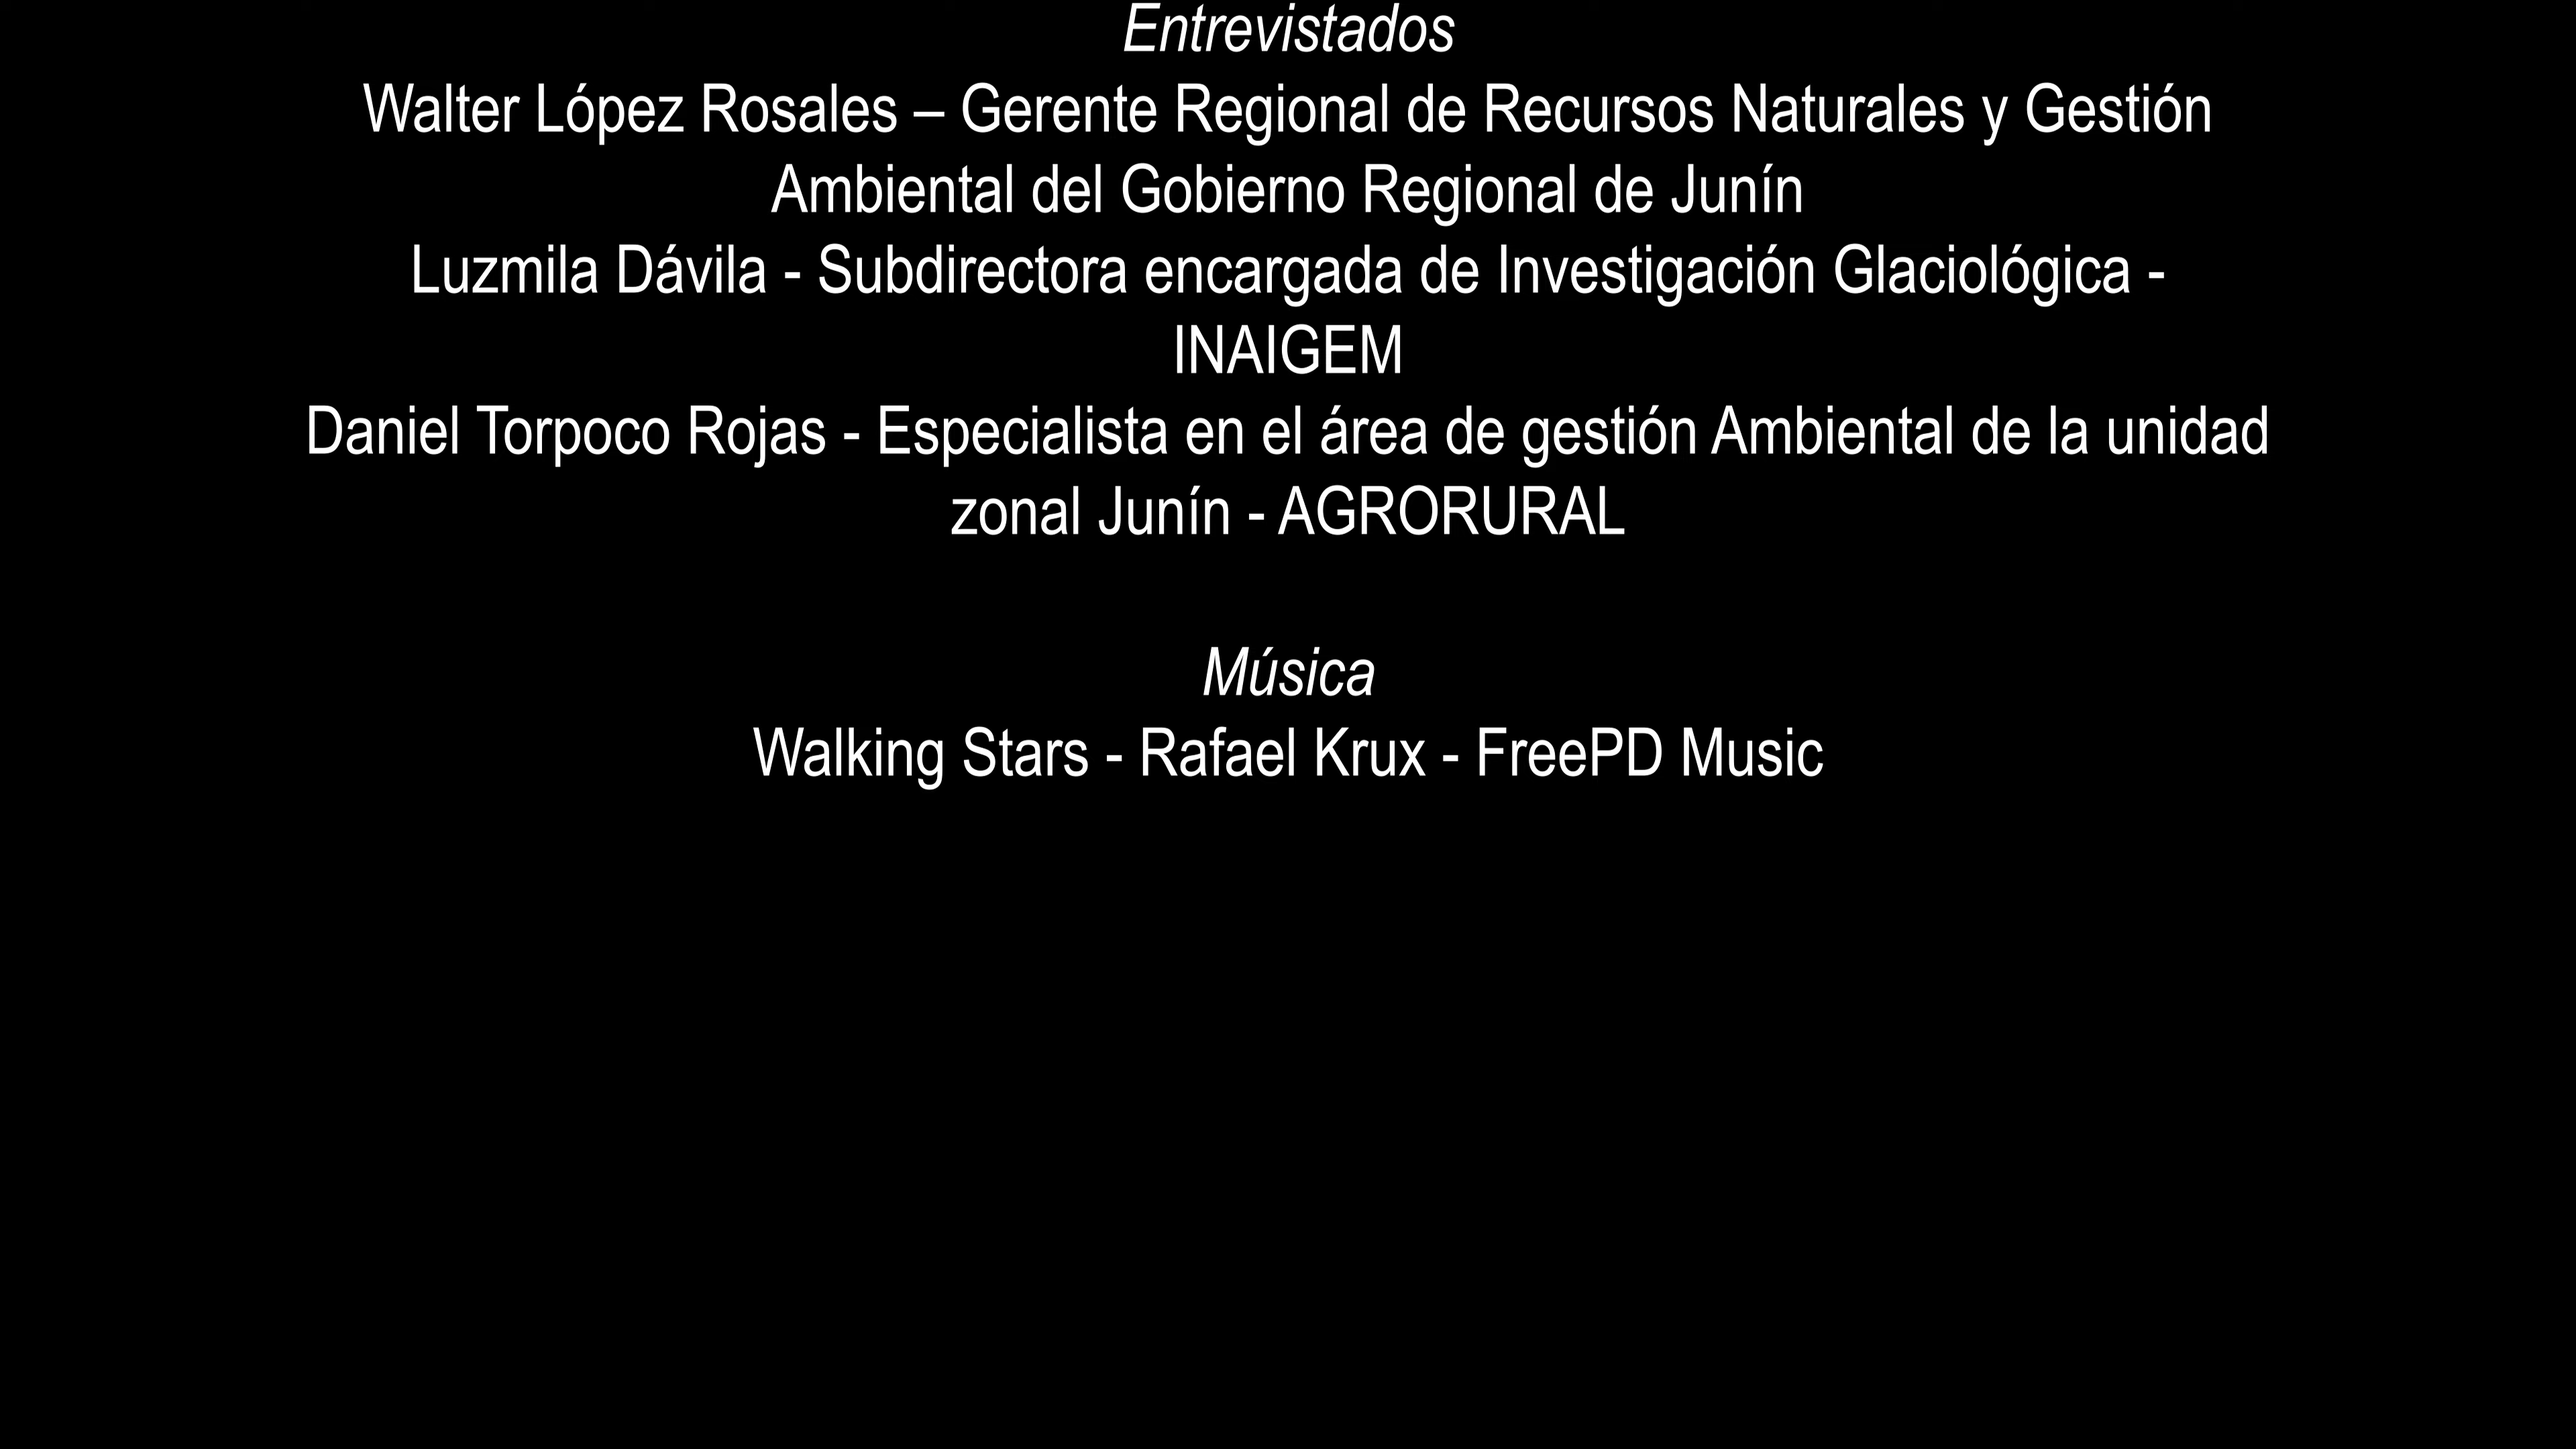 Entrevistados
Walter López Rosales – Gerente Regional de Recursos Naturales y Gestión
Ambiental del Gobierno Regional de Junín
Luzmila Dávila - Subdirectora encargada de Investigación Glaciológica -
INAIGEM
Daniel Torpoco Rojas - Especialista en el área de gestión Ambiental de la unidad
zonal Junín - AGRORURAL
Música
Walking Stars - Rafael Krux - FreePD Music